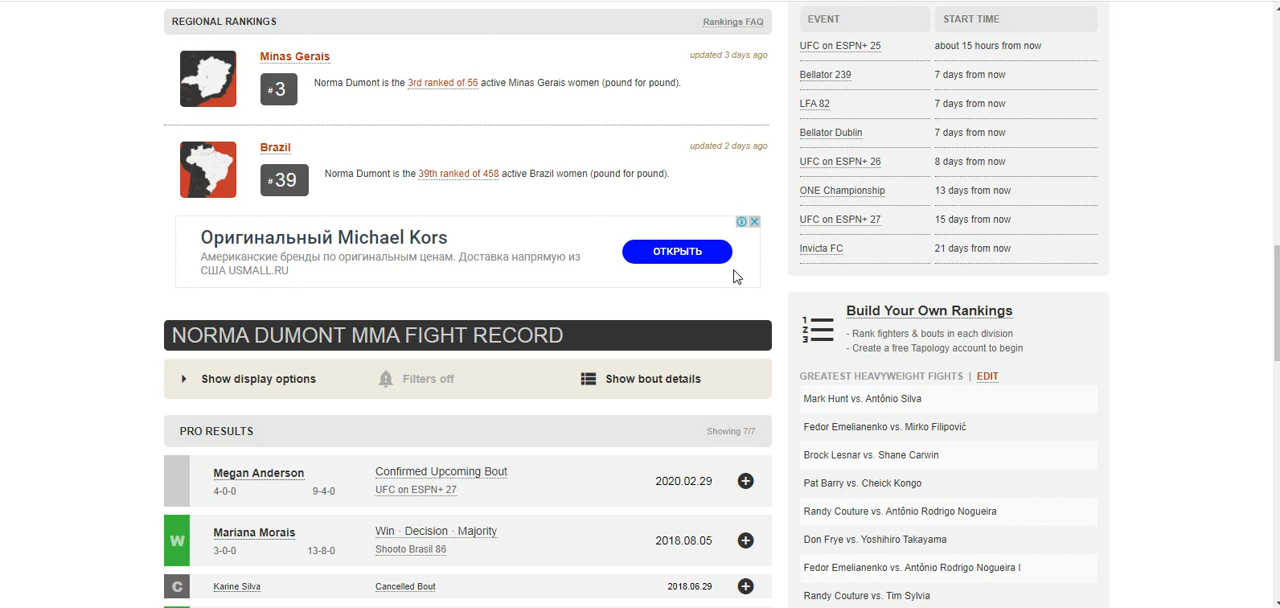 REGIONAL RANKINGS
Rankings FAQ
Minas Gerais
updated 3 days ago
#3
Norma Dumont is the 3rd ranked of 56 active Minas Gerais women (pound for pound).
Brazil
updated 2 days ago
#39
Norma Dumont is the 39th ranked of 458 active Brazil women (pound for pound).
Оригинальный Michael Kors
Американские бренды по оригинальным ценам. Доставка напрямую из
США USMALL.RU
ОТКРЫТЬ
NORMA DUMONT MMA FIGHT RECORD
Show display options
Filters off
Show bout details
PRO RESULTS
Showing 7/7
Megan Anderson
4-0-0 9-4-0
Confirmed Upcoming Bout
UFC on ESPN+ 27
2020.02.29
W
Mariana Morais
3-0-0 13-8-0
Win · Decision · Majority
Shooto Brasil 86
2018.08.05
C
Karine Silva
Cancelled Bout
2018.06.29
EVENT START TIME
UFC on ESPN+ 25 about 15 hours from now
Bellator 239 7 days from now
LFA 82 7 days from now
Bellator Dublin 7 days from now
UFC on ESPN+ 26 8 days from now
ONE Championship 13 days from now
UFC on ESPN+ 27 15 days from now
Invicta FC 21 days from now
1
2
3
Build Your Own Rankings
- Rank fighters & bouts in each division
- Create a free Tapology account to begin
GREATEST HEAVYWEIGHT FIGHTS | EDIT
Mark Hunt vs. Antônio Silva
Fedor Emelianenko vs. Mirko Filipović
Brock Lesnar vs. Shane Carwin
Pat Barry vs. Cheick Kongo
Randy Couture vs. Antônio Rodrigo Nogueira
Don Frye vs. Yoshihiro Takayama
Fedor Emelianenko vs. Antônio Rodrigo Nogueira I
Randy Couture vs. Tim Sylvia